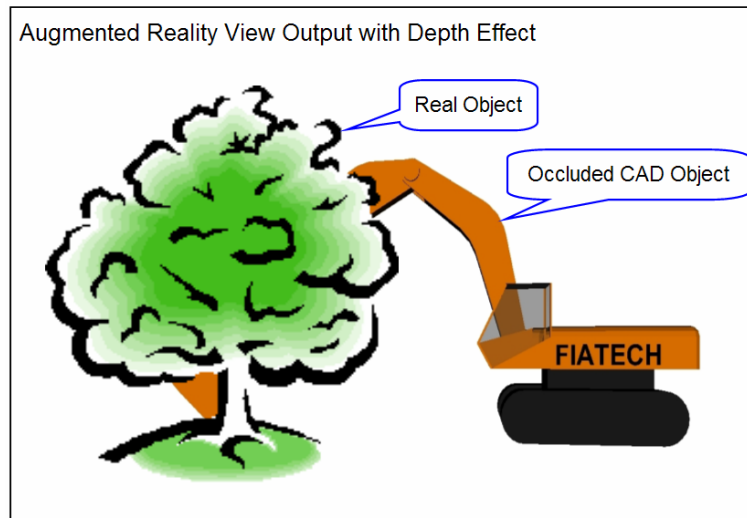 Augmented Reality View Output with Depth Effect
Real Object
Occluded CAD Object
FIATECH